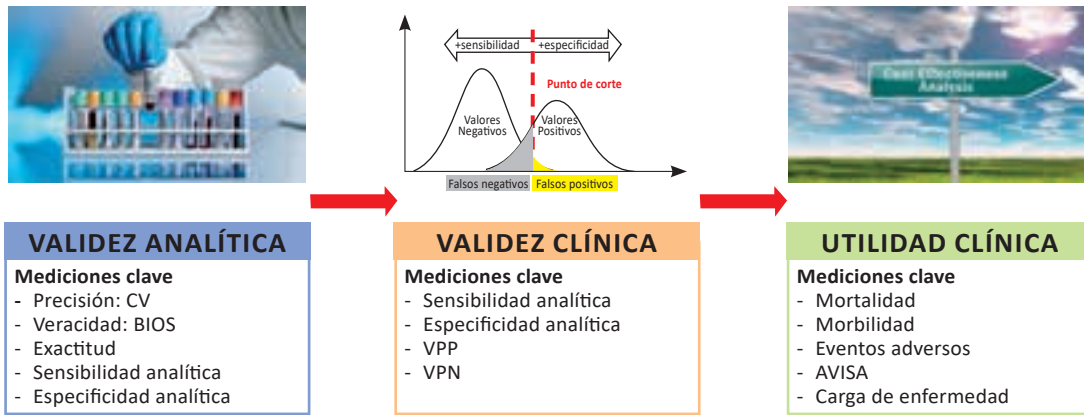 +sensibilidad
+especificidad
Punto de corte
Valores
Negativos
Valores
Positivos
Falsos negativos
Falsos positivos
Cost Effectiveness
Analysis
VALIDEZ ANALÍTICA
Mediciones clave
- Precisión: CV
- Veracidad: BIOS
- Exactitud
- Sensibilidad analítica
- Especificidad analítica
VALIDEZ CLÍNICA
Mediciones clave
- Sensibilidad analítica
- Especificidad analítica
- VPP
- VPN
UTILIDAD CLÍNICA
Mediciones clave
- Mortalidad
- Morbilidad
- Eventos adversos
- AVISA
- Carga de enfermedad